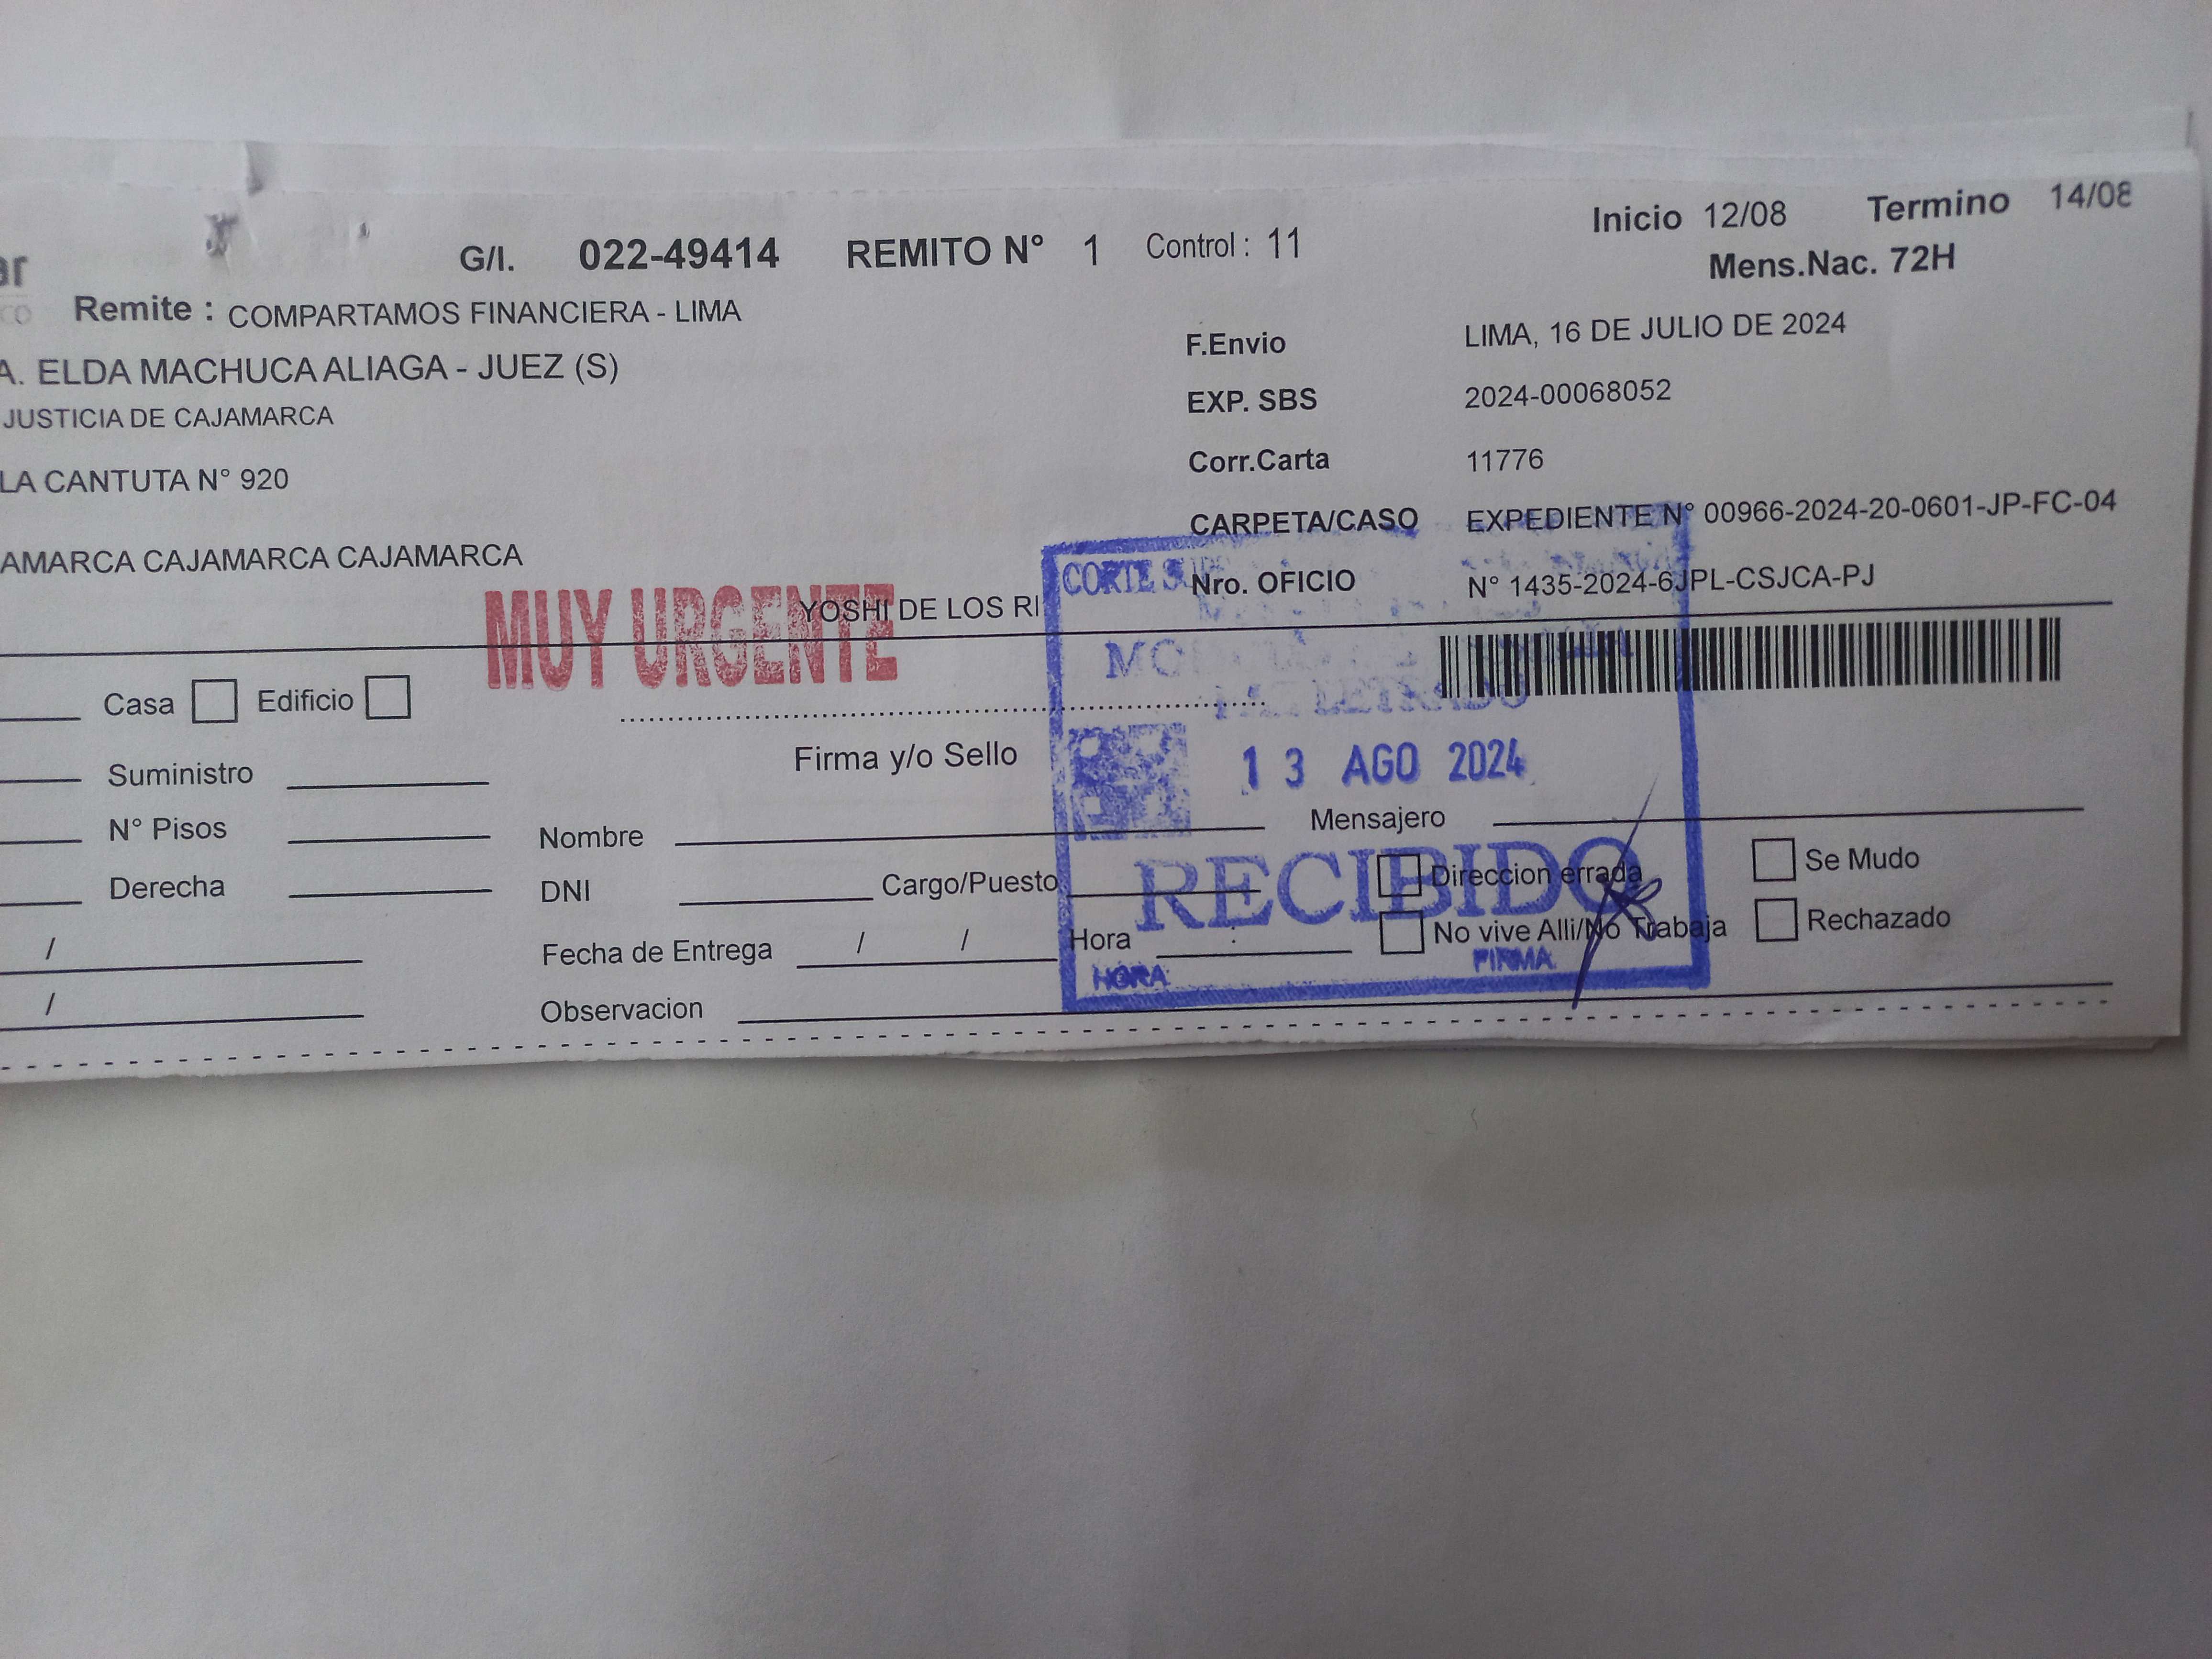 ar G/I. 022-49414 REMITO N° 1 Control : 11 Inicio 12/08 Termino 14/08
Mens.Nac. 72H
co Remite : COMPARTAMOS FINANCIERA - LIMA
F.Envio LIMA, 16 DE JULIO DE 2024
A. ELDA MACHUCA ALIAGA - JUEZ (S)
EXP. SBS 2024-00068052
JUSTICIA DE CAJAMARCA
Corr.Carta 11776
LA CANTUTA N° 920
CARPETA/CASO EXPEDIENTE N° 00966-2024-20-0601-JP-FC-04
AMARCA CAJAMARCA CAJAMARCA
Nro. OFICIO N° 1435-2024-6JPL-CSJCA-PJ
MUY URGENTE
YOSHI DE LOS RI
CORTE
LETRADO
Casa Edificio
Firma y/o Sello
13 AGO 2024
Suministro
Mensajero
N° Pisos
Nombre
RECIBIDO
Direccion errada Se Mudo
Derecha
DNI Cargo/Puesto
No vive Alli/No Trabaja Rechazado
/ Fecha de Entrega / / Hora :
HORA FIRMA
/ Observacion